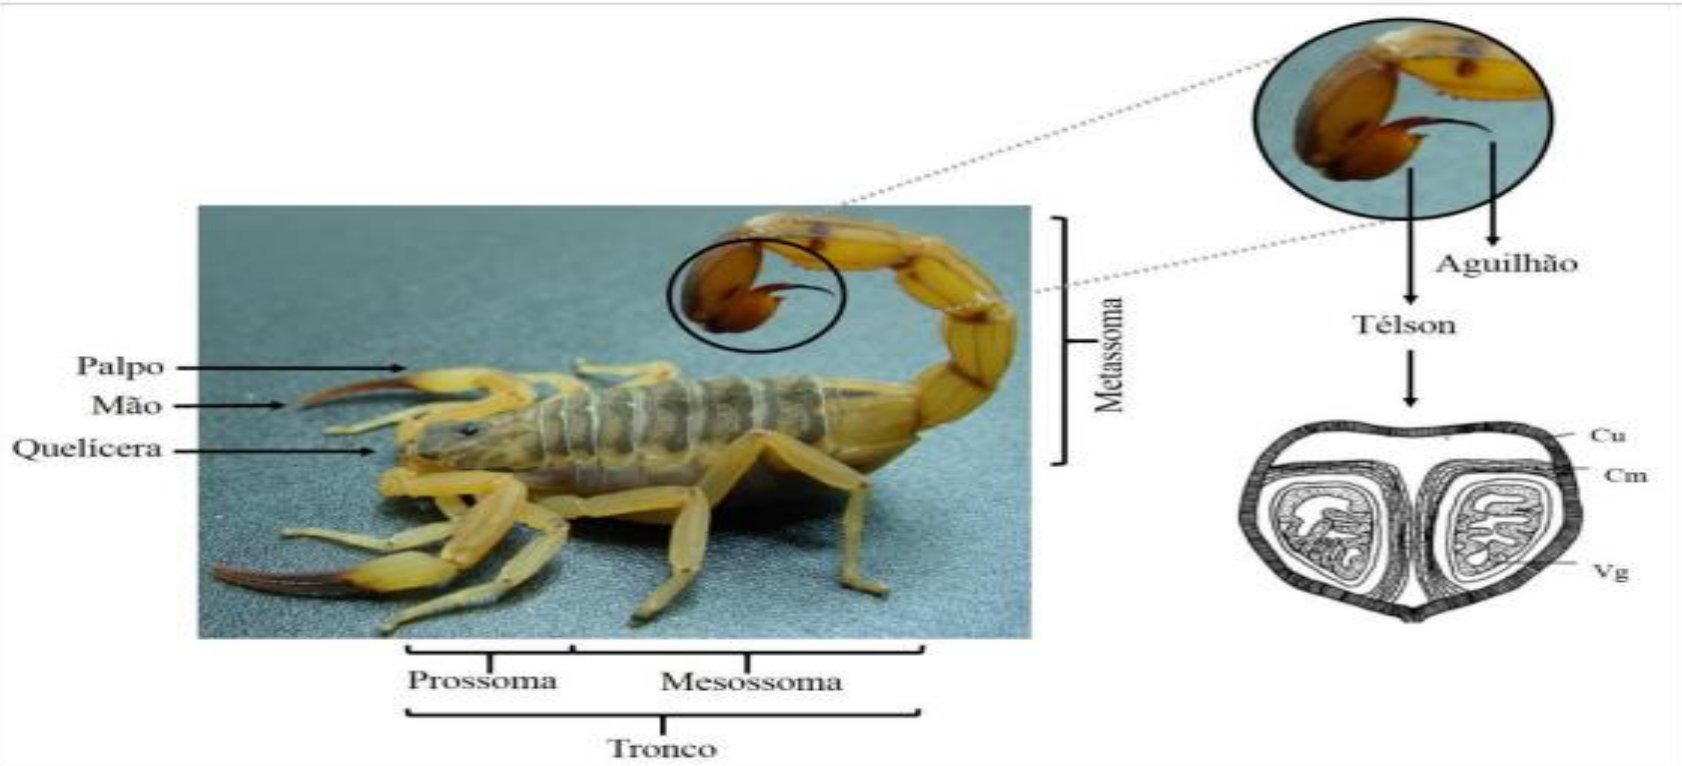 Aguilhão
Télson
Palpo
Mão
Quelícera
Metassoma
Cu
Cm
Vg
Prossoma
Mesossoma
Tronco